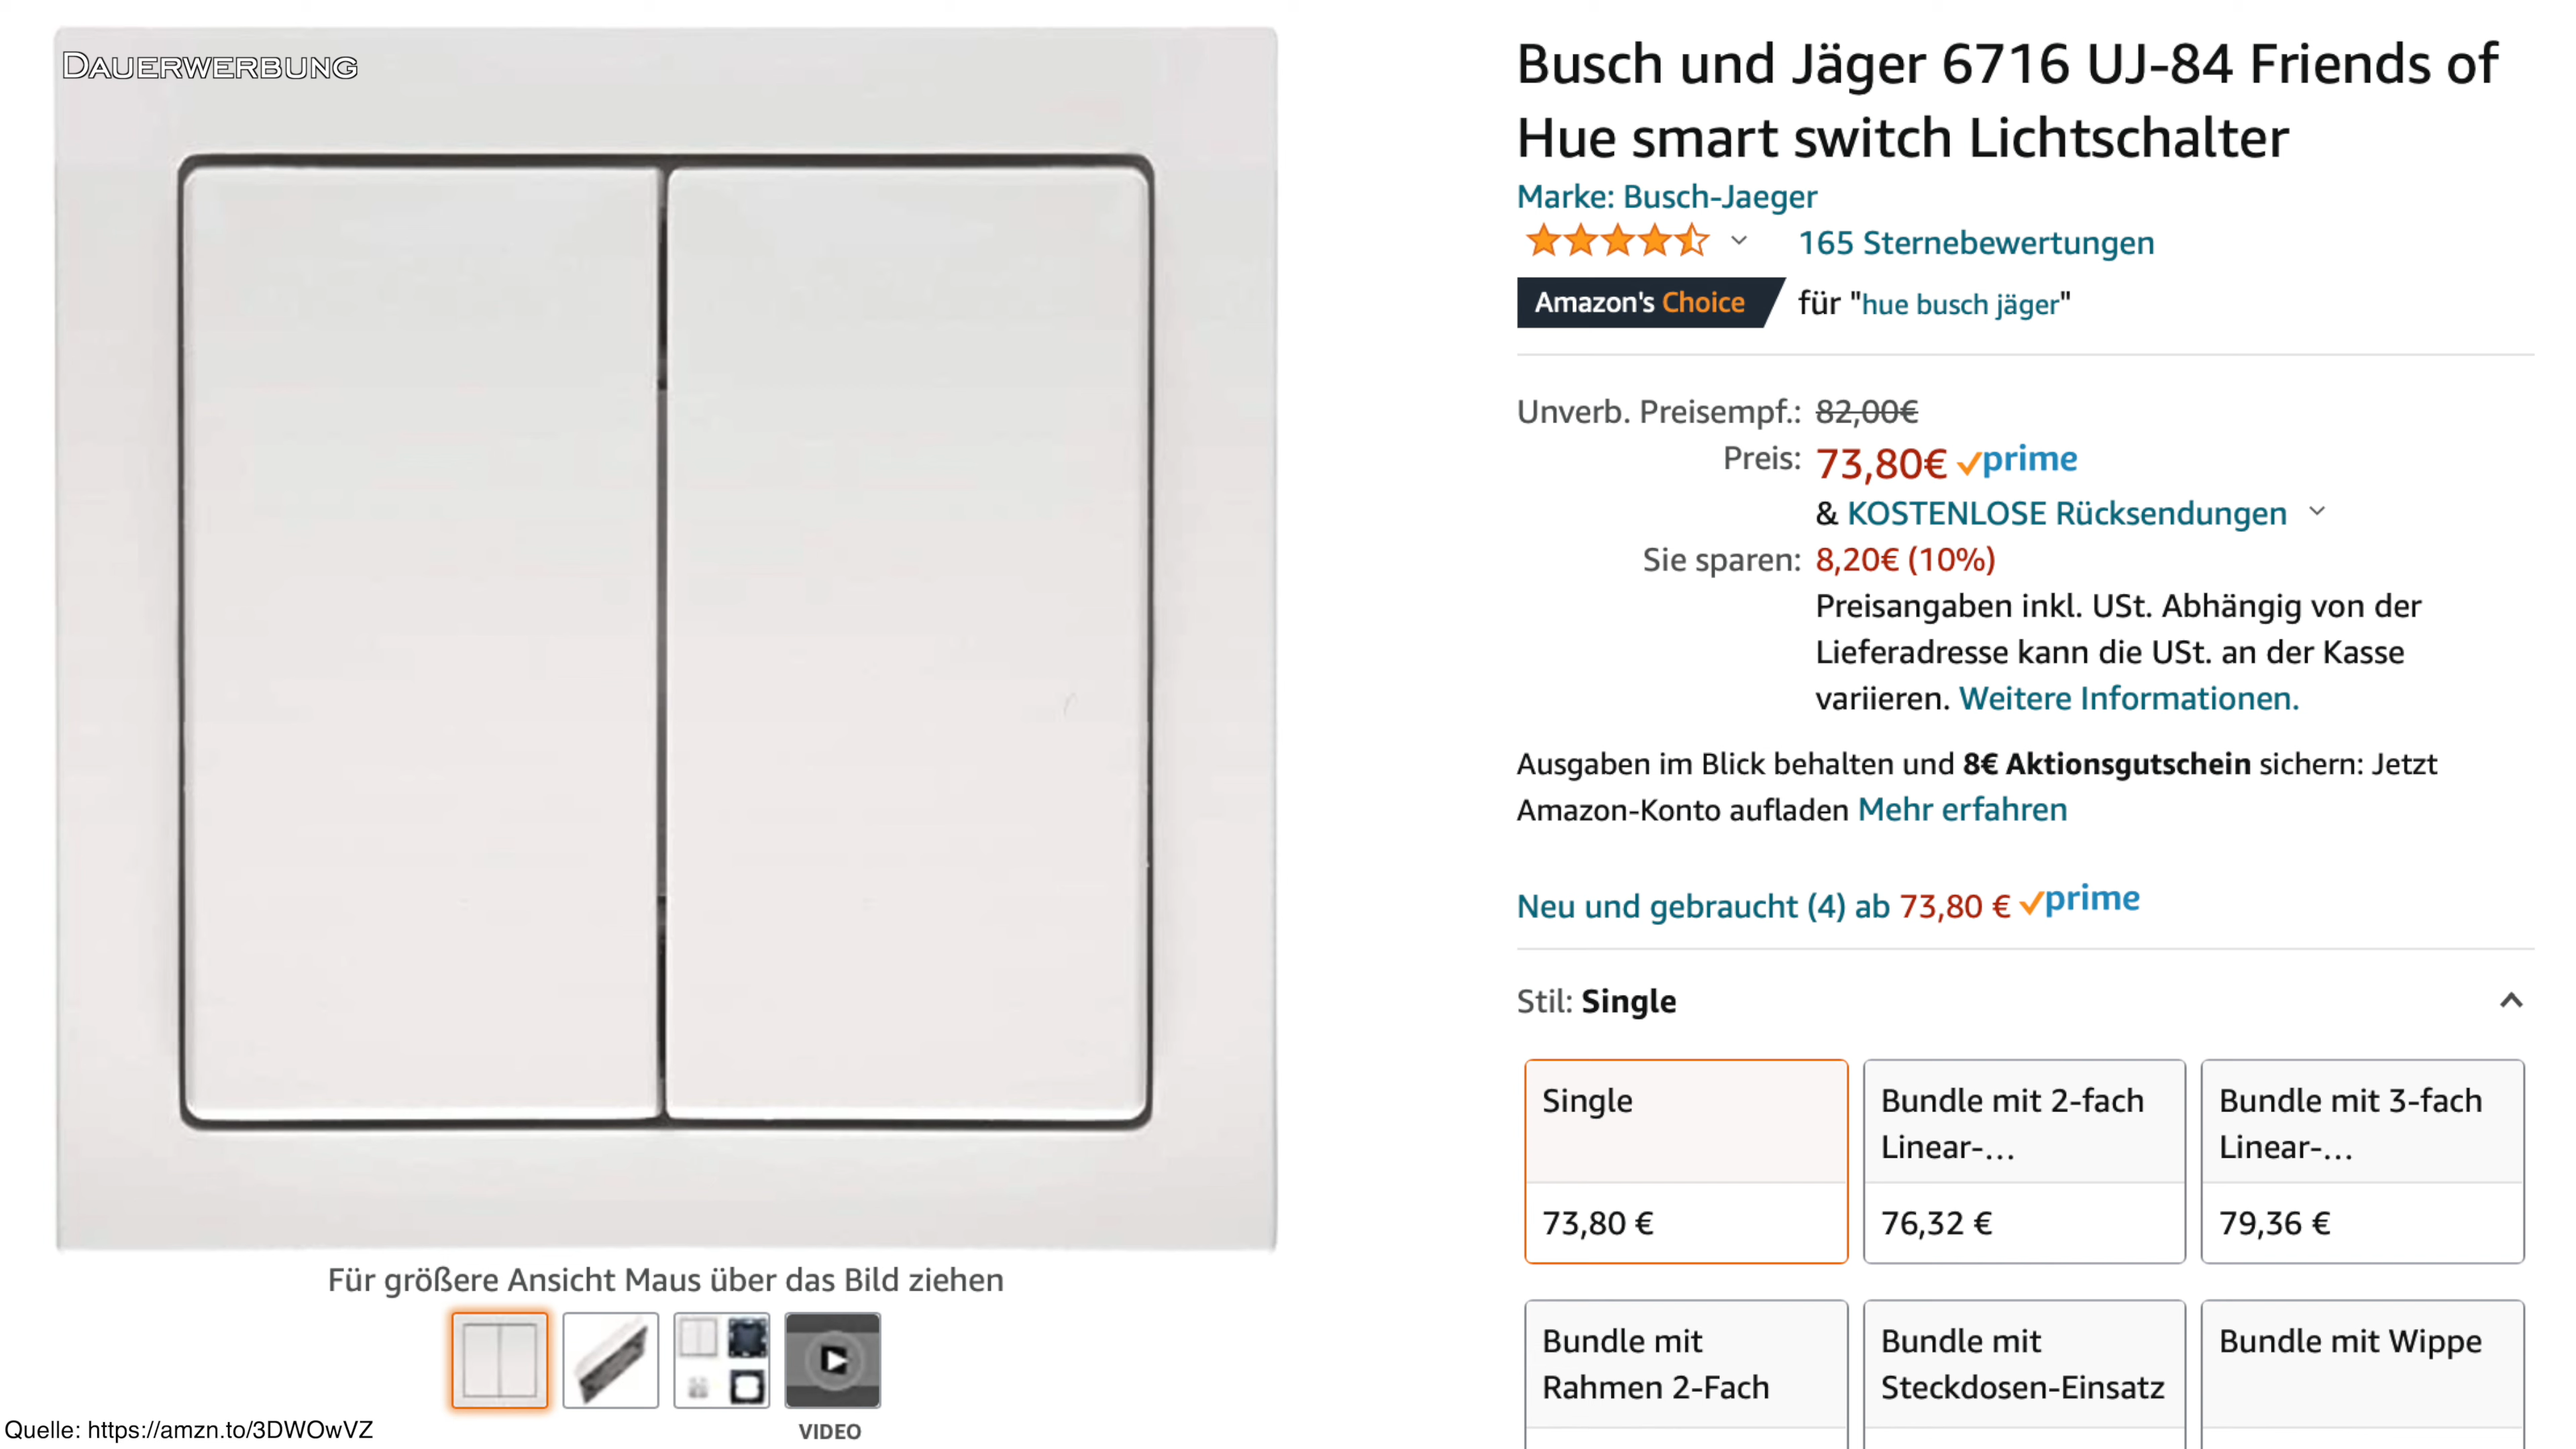 DAUERWERBUNG
Busch und Jäger 6716 UJ-84 Friends of
Hue smart switch Lichtschalter
Marke: Busch-Jaeger
165 Sternebewertungen
Amazon's Choice für "hue busch jäger"
Unverb. Preisempf.: 82,00€
Preis: 73,80€ prime
& KOSTENLOSE Rücksendungen
Sie sparen: 8,20€ (10%)
Preisangaben inkl. USt. Abhängig von der
Lieferadresse kann die USt. an der Kasse
variieren. Weitere Informationen.
Ausgaben im Blick behalten und 8€ Aktionsgutschein sichern: Jetzt
Amazon-Konto aufladen Mehr erfahren
Neu und gebraucht (4) ab 73,80 € prime
Stil: Single
Single
73,80 €
Bundle mit 2-fach
Linear-...
76,32 €
Bundle mit 3-fach
Linear-...
79,36 €
Bundle mit
Rahmen 2-Fach
Bundle mit
Steckdosen-Einsatz
Bundle mit Wippe
Für größere Ansicht Maus über das Bild ziehen
VIDEO
Quelle: https://amzn.to/3DWOwVZ